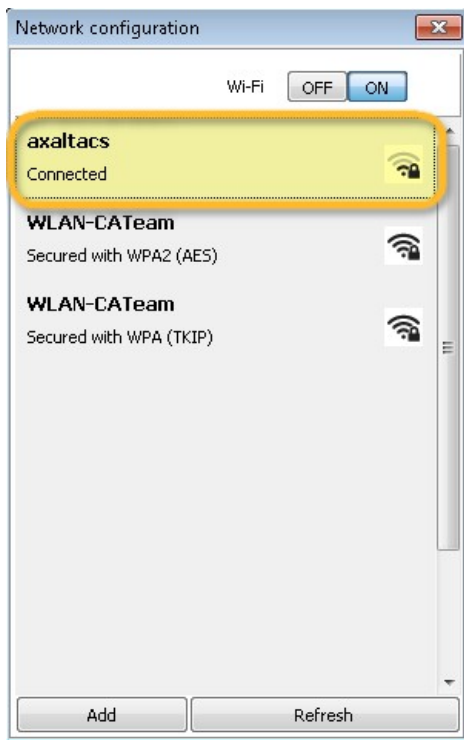 Network configuration
Wi-Fi OFF ON
axaltacs
Connected
WLAN-CATeam
Secured with WPA2 (AES)
WLAN-CATeam
Secured with WPA (TKIP)
Add Refresh